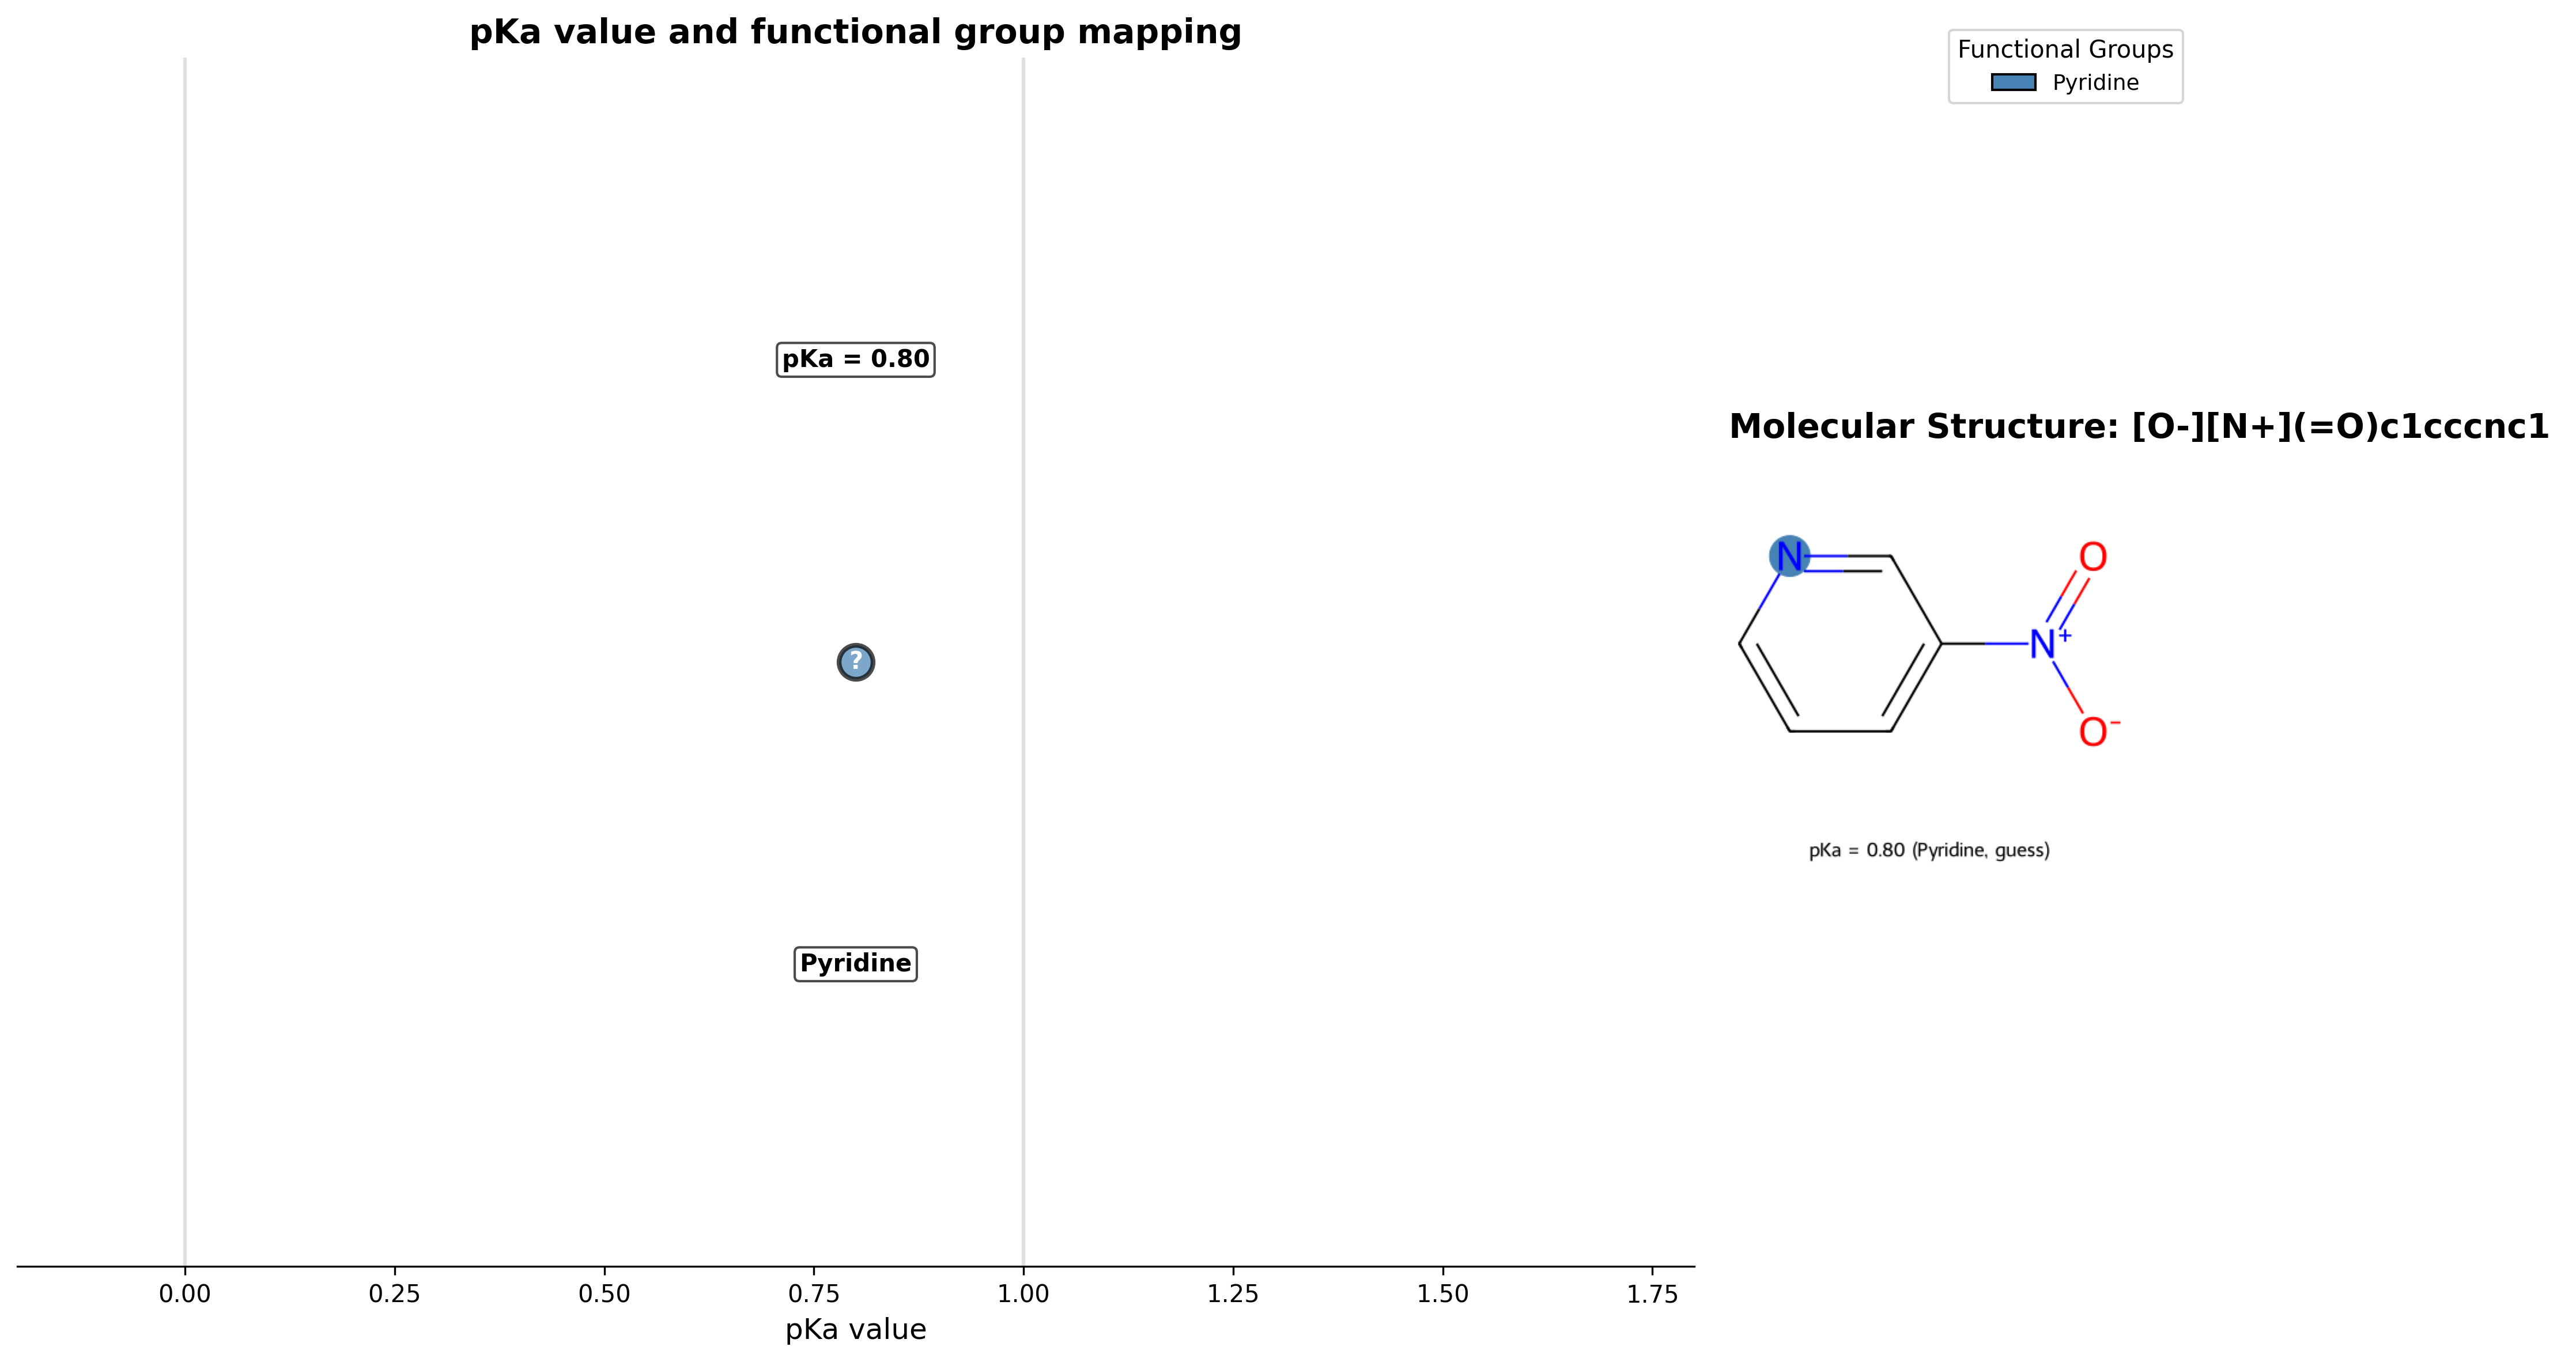 pKa value and functional group mapping
pKa = 0.80
?
Pyridine
0.00 0.25 0.50 0.75 1.00 1.25 1.50 1.75
pKa value
Functional Groups
Pyridine
Molecular Structure: [O-][N+](=O)c1cccnc1
N
O
N+
O-
pKa = 0.80 (Pyridine, guess)